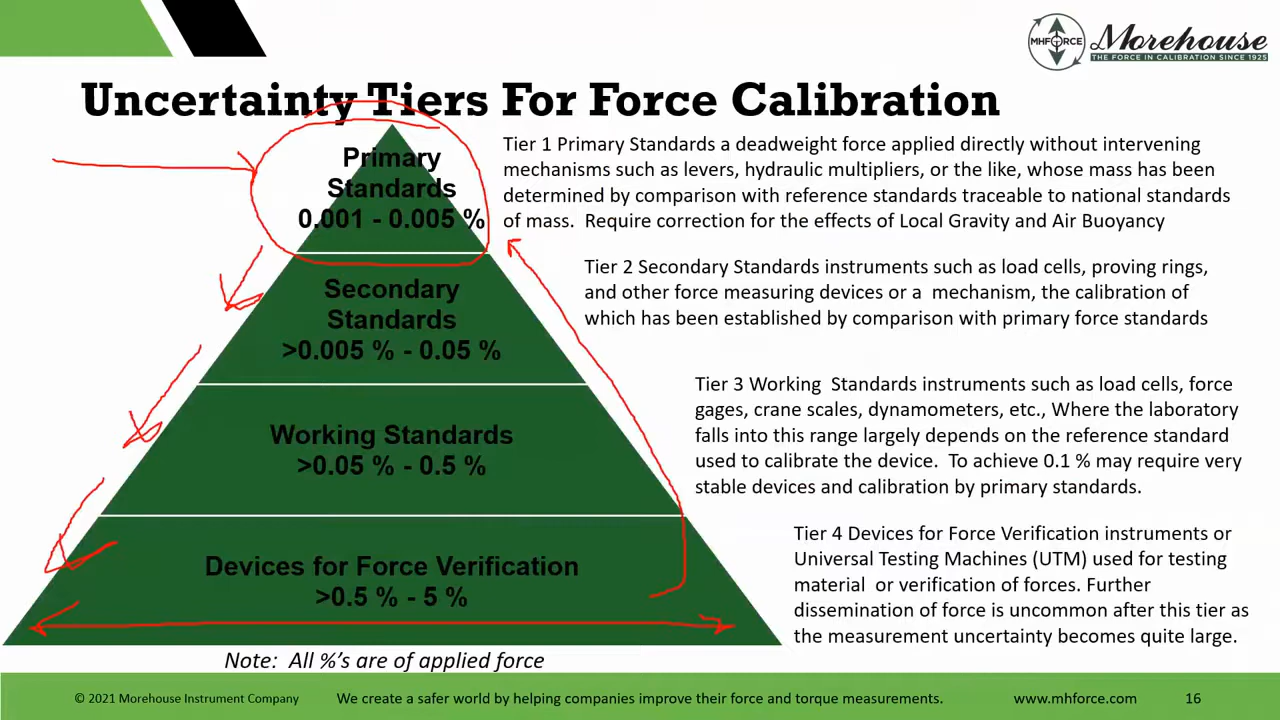 MHFORCE
Morehouse
THE FORCE IN CALIBRATION SINCE 1925
Uncertainty Tiers For Force Calibration
Primary
Standards
0.001 - 0.005 %
Tier 1 Primary Standards a deadweight force applied directly without intervening
mechanisms such as levers, hydraulic multipliers, or the like, whose mass has been
determined by comparison with reference standards traceable to national standards
of mass.  Require correction for the effects of Local Gravity and Air Buoyancy
Secondary
Standards
>0.005 % - 0.05 %
Tier 2 Secondary Standards instruments such as load cells, proving rings,
and other force measuring devices or a  mechanism, the calibration of
which has been established by comparison with primary force standards
Working Standards
>0.05 % - 0.5 %
Tier 3 Working  Standards instruments such as load cells, force
gages, crane scales, dynamometers, etc., Where the laboratory
falls into this range largely depends on the reference standard
used to calibrate the device.  To achieve 0.1 % may require very
stable devices and calibration by primary standards.
Devices for Force Verification
>0.5 % - 5 %
Tier 4 Devices for Force Verification instruments or
Universal Testing Machines (UTM) used for testing
material  or verification of forces. Further
dissemination of force is uncommon after this tier as
the measurement uncertainty becomes quite large.
Note:  All %'s are of applied force
© 2021 Morehouse Instrument Company
We create a safer world by helping companies improve their force and torque measurements.
www.mhforce.com
16